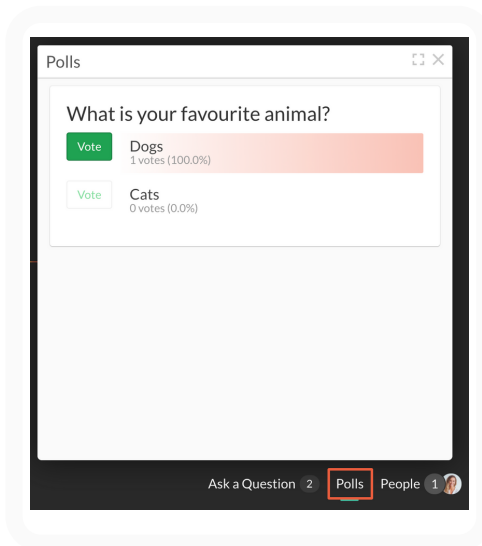 Polls
What is your favourite animal?
Vote Dogs
1 votes (100.0%)
Vote Cats
0 votes (0.0%)
Ask a Question 2 Polls People 1